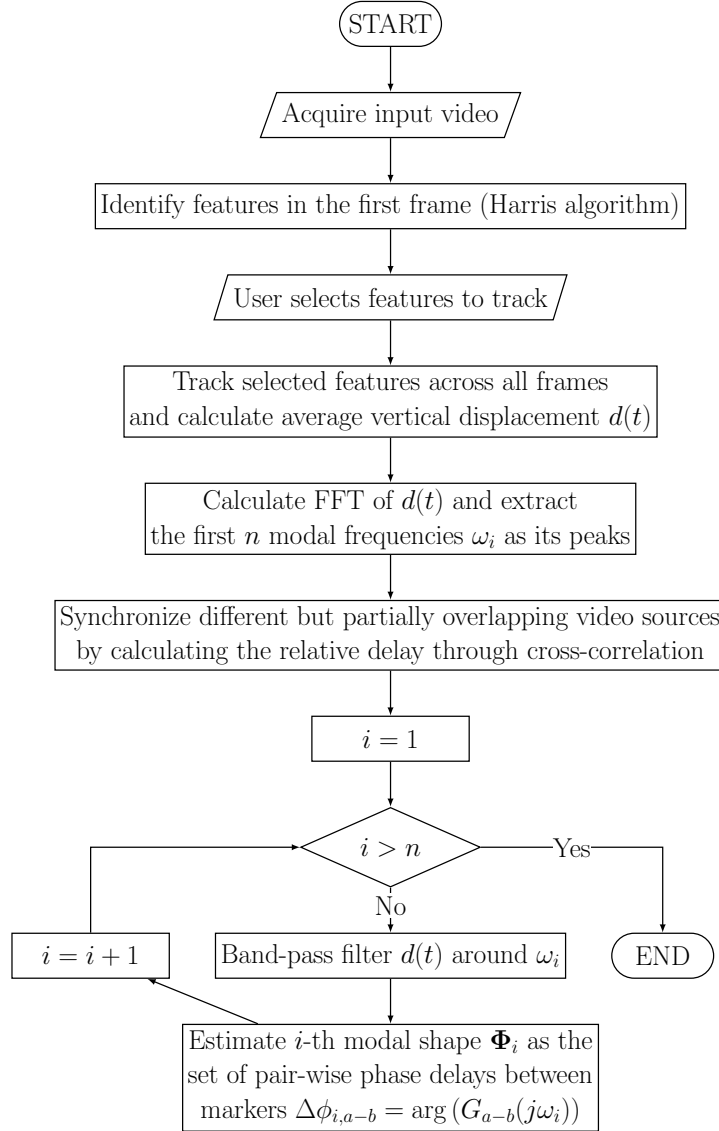 START
Acquire input video
Identify features in the first frame (Harris algorithm)
User selects features to track
Track selected features across all frames
and calculate average vertical displacement d(t)
Calculate FFT of d(t) and extract
the first n modal frequencies ω_i as its peaks
Synchronize different but partially overlapping video sources
by calculating the relative delay through cross-correlation
i = 1
i > n
Yes
No
i = i + 1
Band-pass filter d(t) around ω_i
END
Estimate i-th modal shape Φ_i as the
set of pair-wise phase delays between
markers Δϕ_{i,a−b} = arg (G_{a−b}(jω_i))